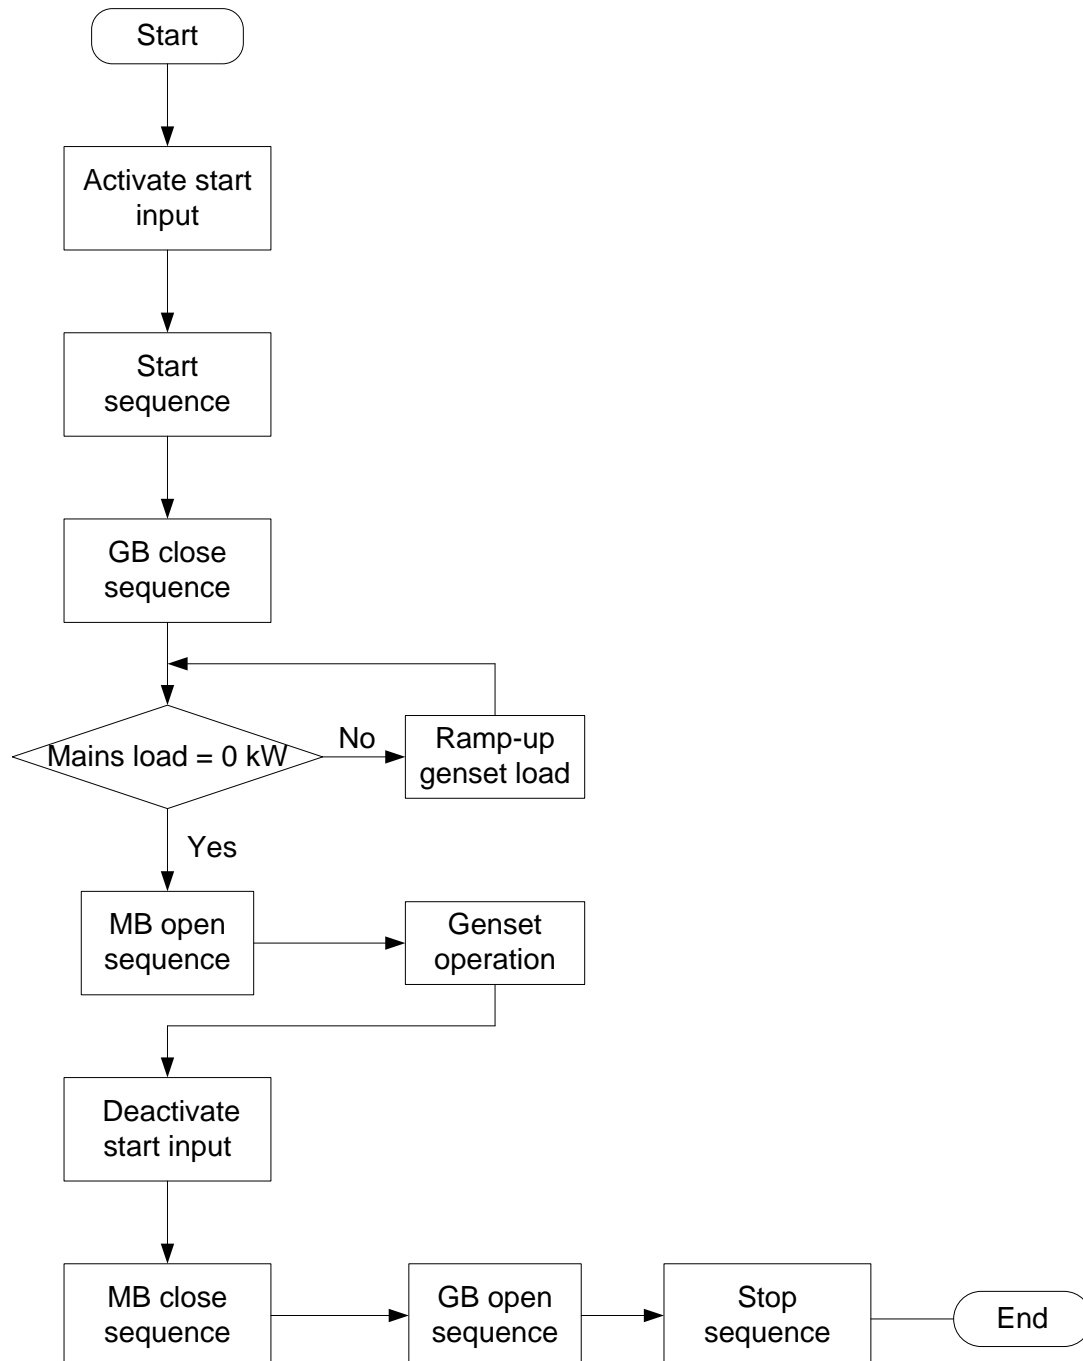 Start
Activate start
input
Start
sequence
GB close
sequence
Mains load = 0 kW
No
Ramp-up
genset load
Yes
MB open
sequence
Genset
operation
Deactivate
start input
MB close
sequence
GB open
sequence
Stop
sequence
End